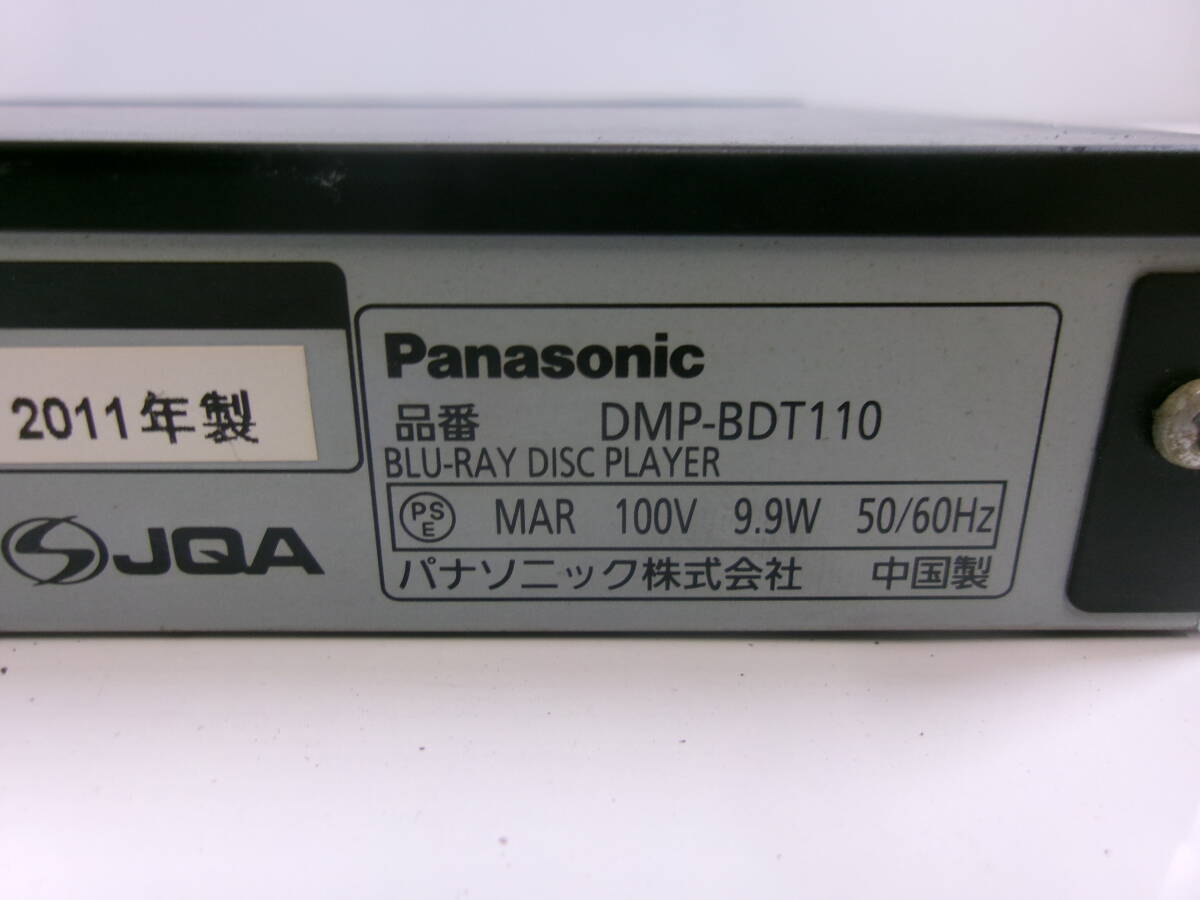 2011年製
JQA
Panasonic
品番 DMP-BDT110
BLU-RAY DISC PLAYER
PSE MAR 100V 9.9W 50/60Hz
パナソニック株式会社 中国製